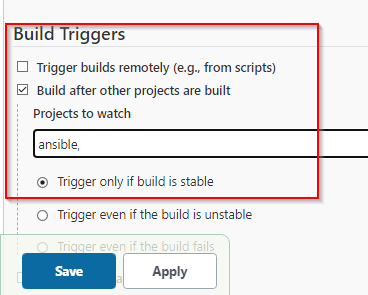 Build Triggers
Trigger builds remotely (e.g., from scripts)
Build after other projects are built
Projects to watch
ansible,
Trigger only if build is stable
Trigger even if the build is unstable
Trigger even if the build fails
Save
Apply